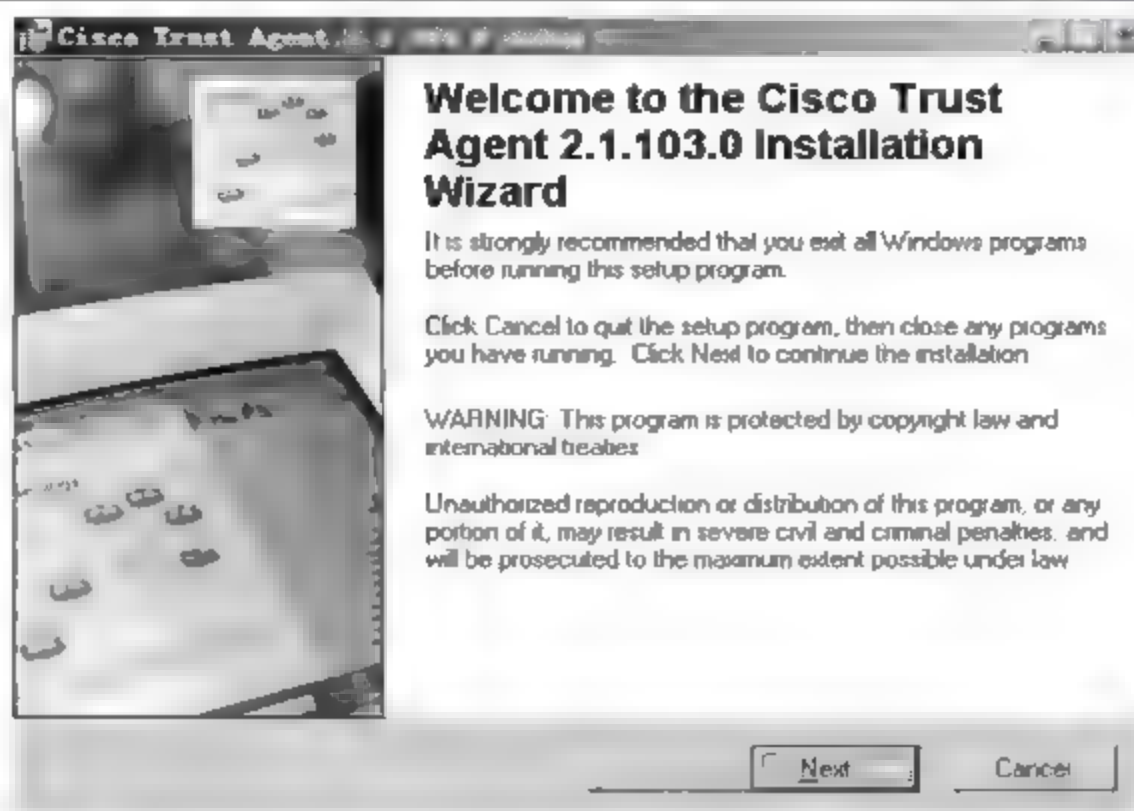 Cisco Trust Agent
Welcome to the Cisco Trust
Agent 2.1.103.0 Installation
Wizard
It is strongly recommended that you exit all Windows programs
before running this setup program.
Click Cancel to quit the setup program, then close any programs
you have running. Click Next to continue the installation
WARNING: This program is protected by copyright law and
international treaties
Unauthorized reproduction or distribution of this program, or any
portion of it, may result in severe civil and criminal penalties, and
will be prosecuted to the maximum extent possible under law
Next
Cancel